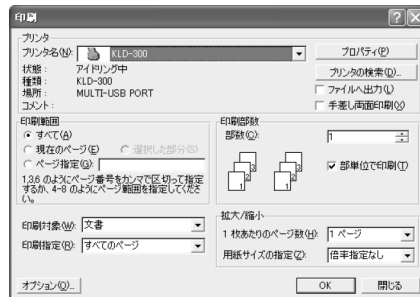 印刷
プリンタ
プリンタ名(N): KLD-300
プロパティ(P)
状態: アイドリング中
種類: KLD-300
場所: MULTI-USB PORT
コメント:
プリンタの検索(D)...
ファイルへ出力(L)
手差し両面印刷(X)
印刷範囲
すべて(A)
現在のページ(E) 選択した部分(S)
ページ指定(G):
1,3,6 のようにページ番号をカンマで区切って指定
するか、4-8 のようにページ範囲を指定してくださ
い。
印刷部数
部数(C): 1
部単位で印刷(T)
印刷対象(W): 文書
印刷指定(R): すべてのページ
拡大/縮小
1 枚あたりのページ数(H): 1 ページ
用紙サイズの指定(Z): 倍率指定なし
オプション(O)... OK 閉じる